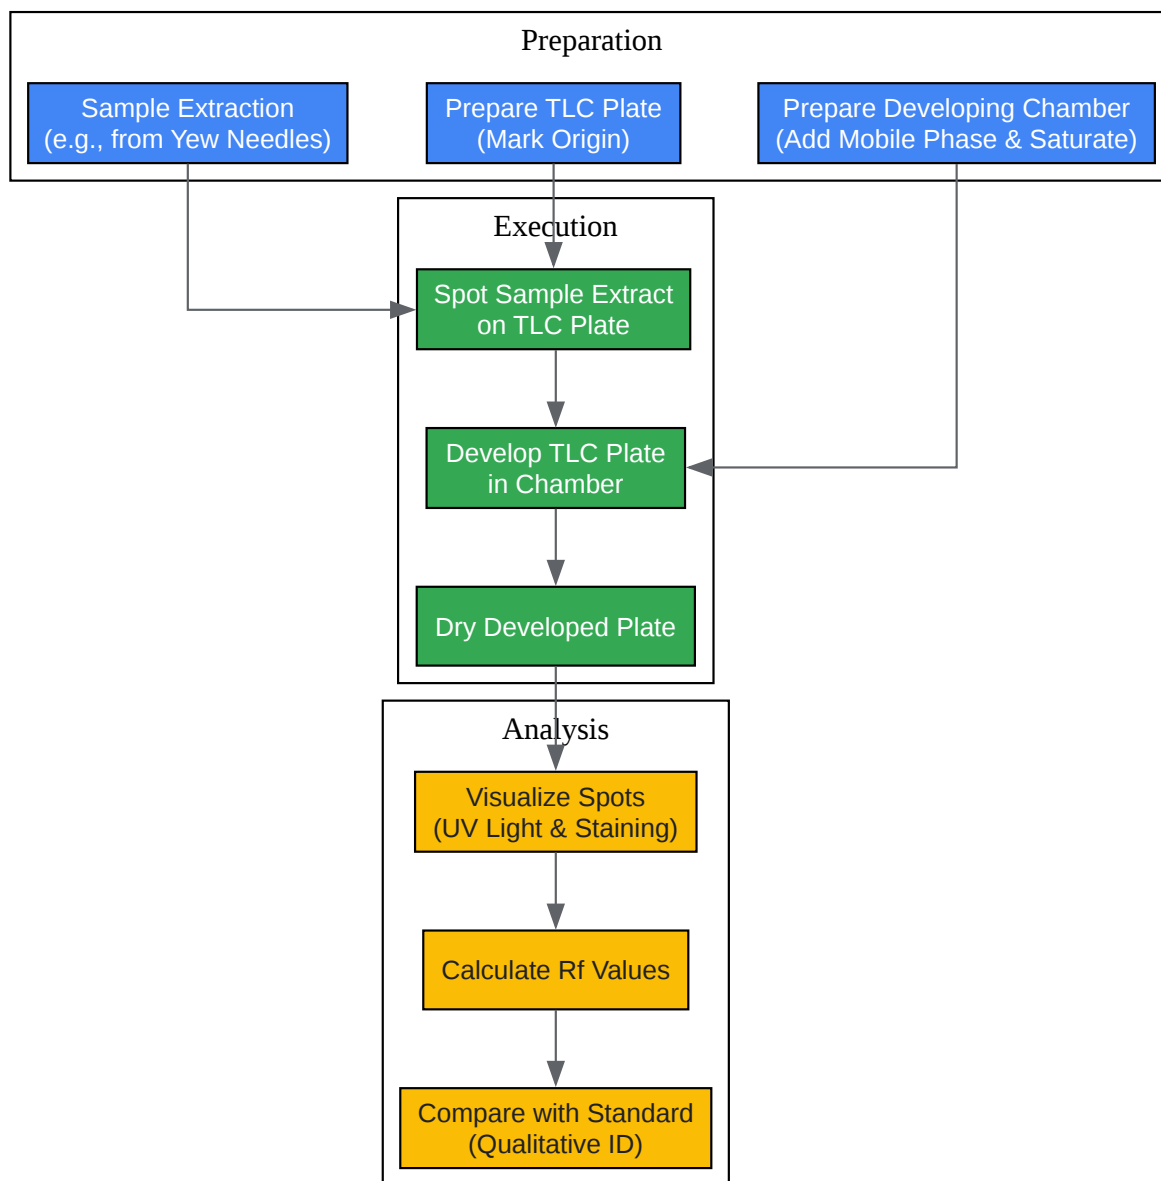 Preparation
Sample Extraction
(e.g., from Yew Needles)
Prepare TLC Plate
(Mark Origin)
Prepare Developing Chamber
(Add Mobile Phase & Saturate)
Execution
Spot Sample Extract
on TLC Plate
Develop TLC Plate
in Chamber
Dry Developed Plate
Analysis
Visualize Spots
(UV Light & Staining)
Calculate Rf Values
Compare with Standard
(Qualitative ID)